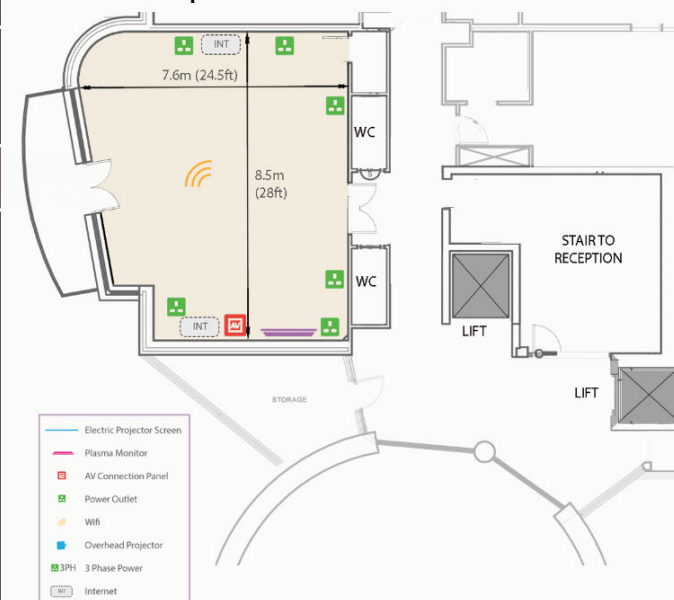 INT
7.6m (24.5ft)
WC
8.5m
(28ft)
STAIR TO
RECEPTION
WC
INT
AV
LIFT
LIFT
STORAGE
Electric Projector Screen
Plasma Monitor
AV Connection Panel
Power Outlet
Wifi
Overhead Projector
3PH 3 Phase Power
INT Internet